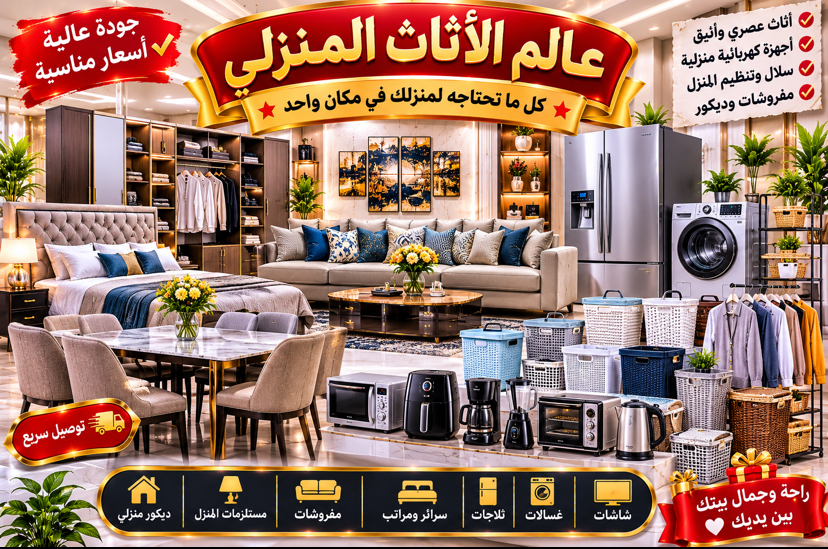 جودة عالية
أسعار مناسبة
عالم الأثاث المنزلي
كل ما تحتاجه لمنزلك في مكان واحد
أثاث عصري وأنيق
أجهزة كهربائية منزلية
سلال وتنظيم المنزل
مفروشات وديكور
توصيل سريع
شاشات
غسالات
ثلاجات
سرائر ومراتب
مفروشات
مستلزمات المنزل
ديكور منزلي
راحة وجمال بيتك
بين يديك